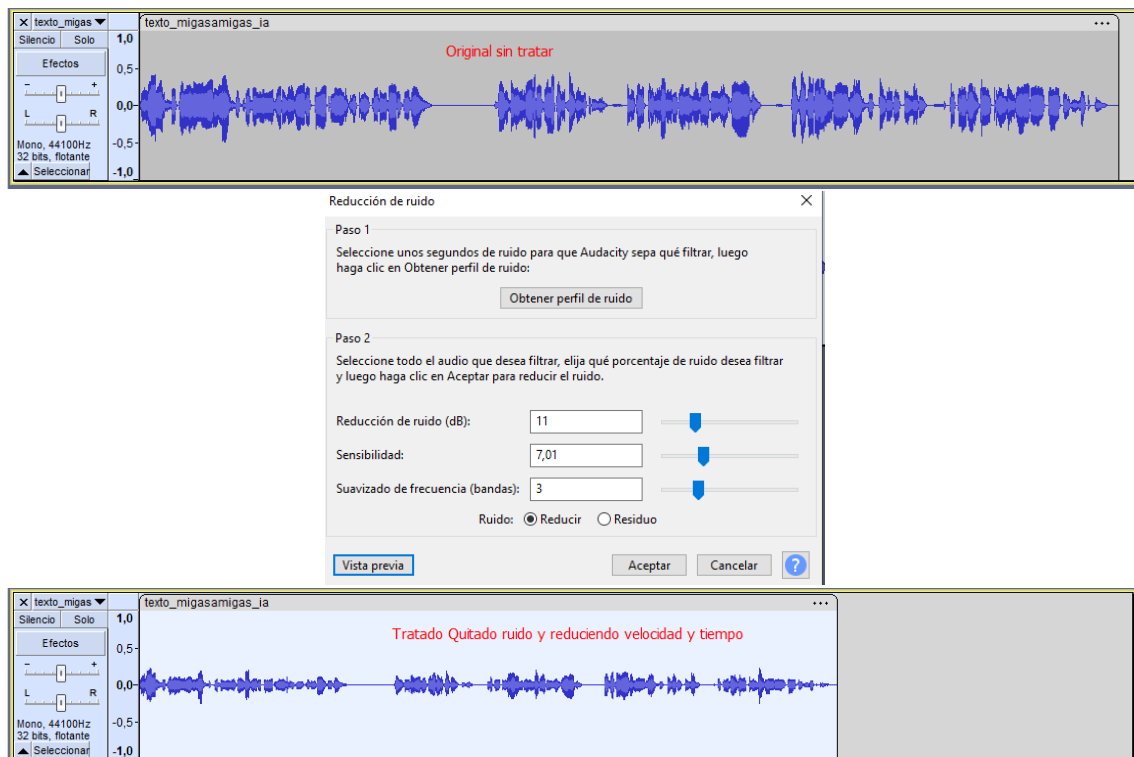 texto_migas
texto_migasamigas_ia
...
Silencio Solo
Efectos
- +
L R
Mono, 44100Hz
32 bits, flotante
Seleccionar
1,0
0,5-
0,0-
-0,5-
-1,0
Original sin tratar
Reducción de ruido
Paso 1
Seleccione unos segundos de ruido para que Audacity sepa qué filtrar, luego
haga clic en Obtener perfil de ruido:
Obtener perfil de ruido
Paso 2
Seleccione todo el audio que desea filtrar, elija qué porcentaje de ruido desea filtrar
y luego haga clic en Aceptar para reducir el ruido.
Reducción de ruido (dB): 11
Sensibilidad: 7,01
Suavizado de frecuencia (bandas): 3
Ruido: Reducir Residuo
Vista previa Aceptar Cancelar ?
texto_migas
texto_migasamigas_ia
...
Silencio Solo
Efectos
- +
L R
Mono, 44100Hz
32 bits, flotante
Seleccionar
1,0
0,5-
0,0-
-0,5-
-1,0
Tratado Quitado ruido y reduciendo velocidad y tiempo